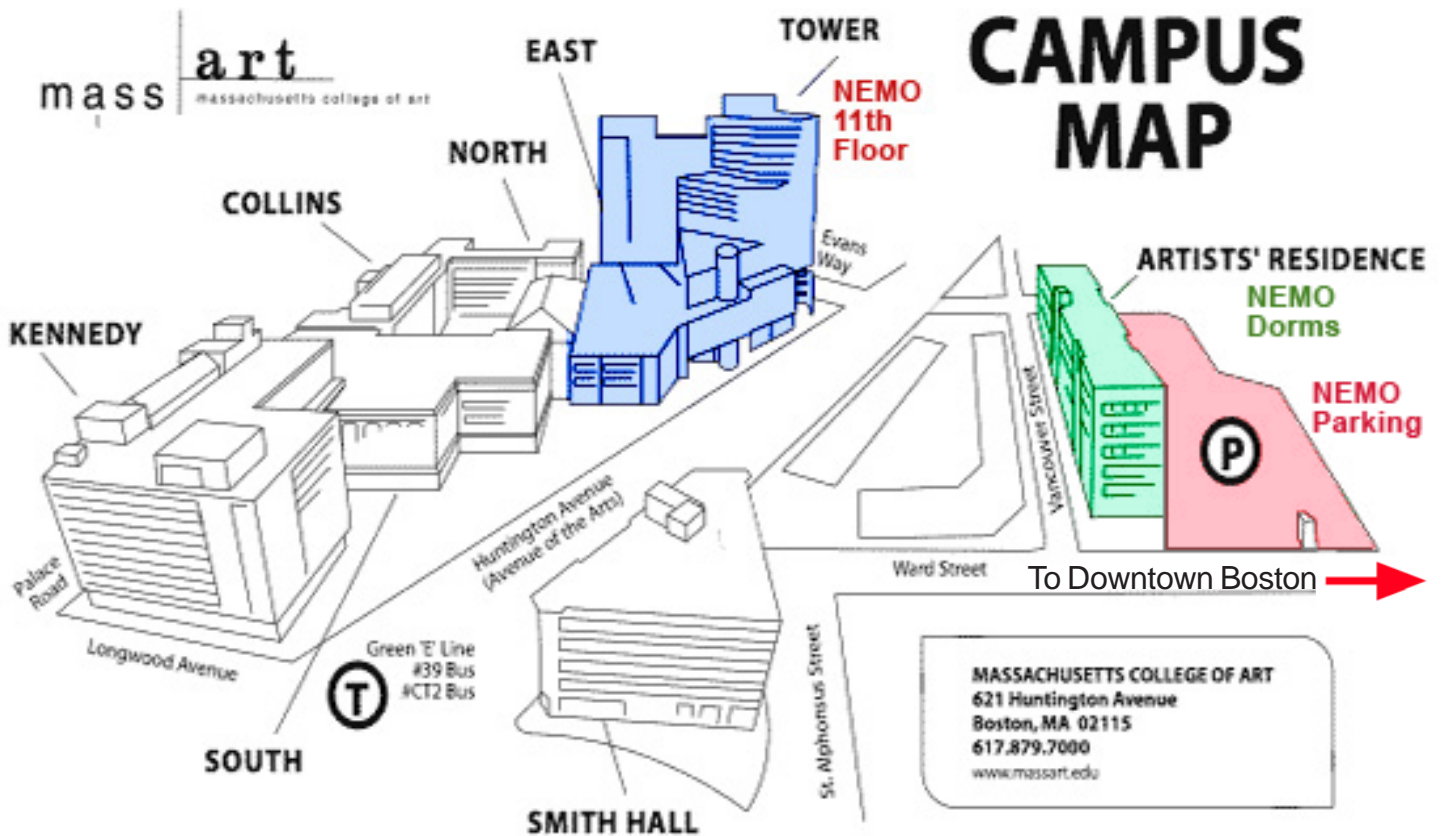 mass art
massachusetts college of art
CAMPUS
MAP
TOWER
NEMO
11th
Floor
EAST
NORTH
COLLINS
KENNEDY
Evans
Way
ARTISTS' RESIDENCE
NEMO
Dorms
NEMO
Parking
P
Vancouver Street
Huntington Avenue
(Avenue of the Arts)
Ward Street
To Downtown Boston
Palace
Road
Longwood Avenue
T
Green 'E' Line
#39 Bus
#CT2 Bus
St. Alphonsus Street
SOUTH
SMITH HALL
MASSACHUSETTS COLLEGE OF ART
621 Huntington Avenue
Boston, MA 02115
617.879.7000
www.massart.edu